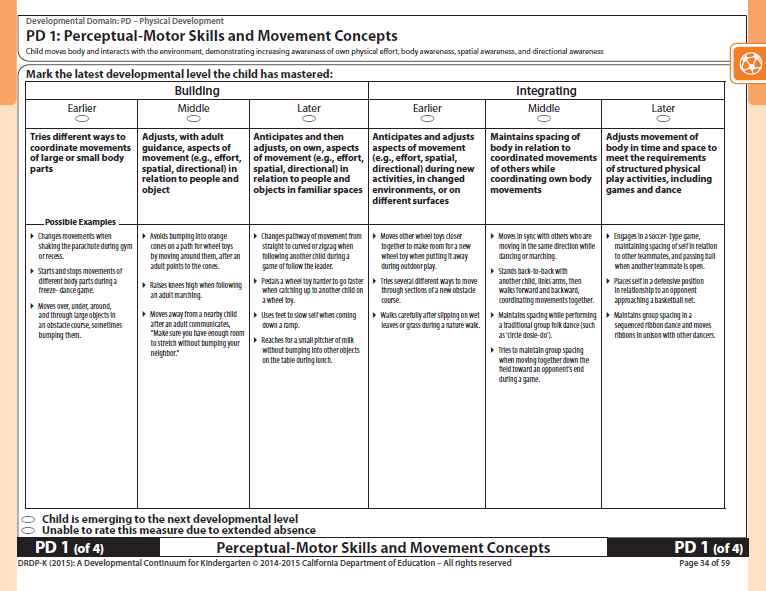 Developmental Domain: PD – Physical Development
PD 1: Perceptual-Motor Skills and Movement Concepts
Child moves body and interacts with the environment, demonstrating increasing awareness of own physical effort, body awareness, spatial awareness, and directional awareness
Mark the latest developmental level the child has mastered:
Building
Integrating
Earlier
Middle
Later
Earlier
Middle
Later
Tries different ways to
coordinate movements
of large or small body
parts
Adjusts, with adult
guidance, aspects of
movement (e.g., effort,
spatial, directional) in
relation to people and
object
Anticipates and then
adjusts, on own, aspects
of movement (e.g., effort,
spatial, directional) in
relation to people and
objects in familiar spaces
Anticipates and adjusts
aspects of movement
(e.g., effort, spatial,
directional) during new
activities, in changed
environments, or on
different surfaces
Maintains spacing of
body in relation to
coordinated movements
of others while
coordinating own body
movements
Adjusts movement of
body in time and space to
meet the requirements
of structured physical
play activities, including
games and dance
Possible Examples
Changes movements when
shaking the parachute during gym
or recess.
Starts and stops movements of
different body parts during a
freeze- dance game.
Moves over, under, around,
and through large objects in
an obstacle course, sometimes
bumping them.
Avoids bumping into orange
cones on a path for wheel toys
by moving around them, after an
adult points to the cones.
Raises knees high when following
an adult marching.
Moves away from a nearby child
after an adult communicates,
“Make sure you have enough room
to stretch without bumping your
neighbor.”
Changes pathway of movement from
straight to curved or zigzag when
following another child during a
game of follow the leader.
Pedals a wheel toy harder to go faster
when catching up to another child on
a wheel toy.
Uses feet to slow self when coming
down a ramp.
Reaches for a small pitcher of milk
without bumping into other objects
on the table during lunch.
Moves other wheel toys closer
together to make room for a new
wheel toy when putting it away
during outdoor play.
Tries several different ways to move
through sections of a new obstacle
course.
Walks carefully after slipping on wet
leaves or grass during a nature walk.
Moves in sync with others who are
moving in the same direction while
dancing or marching.
Stands back-to-back with
another child, links arms, then
walks forward and backward,
coordinating movements together.
Maintains spacing while performing
a traditional group folk dance (such
as ‘circle dosie-do’).
Tries to maintain group spacing
when moving together down the
field toward an opponent’s end
during a game.
Engages in a soccer- type game,
maintaining spacing of self in relation
to other teammates, and passing ball
when another teammate is open.
Places self in a defensive position
in relationship to an opponent
approaching a basketball net.
Maintains group spacing in a
sequenced ribbon dance and moves
ribbons in unison with other dancers.
Child is emerging to the next developmental level
Unable to rate this measure due to extended absence
PD 1 (of 4)
Perceptual-Motor Skills and Movement Concepts
PD 1 (of 4)
DRDP-K (2015): A Developmental Continuum for Kindergarten © 2014-2015 California Department of Education – All rights reserved
Page 34 of 59